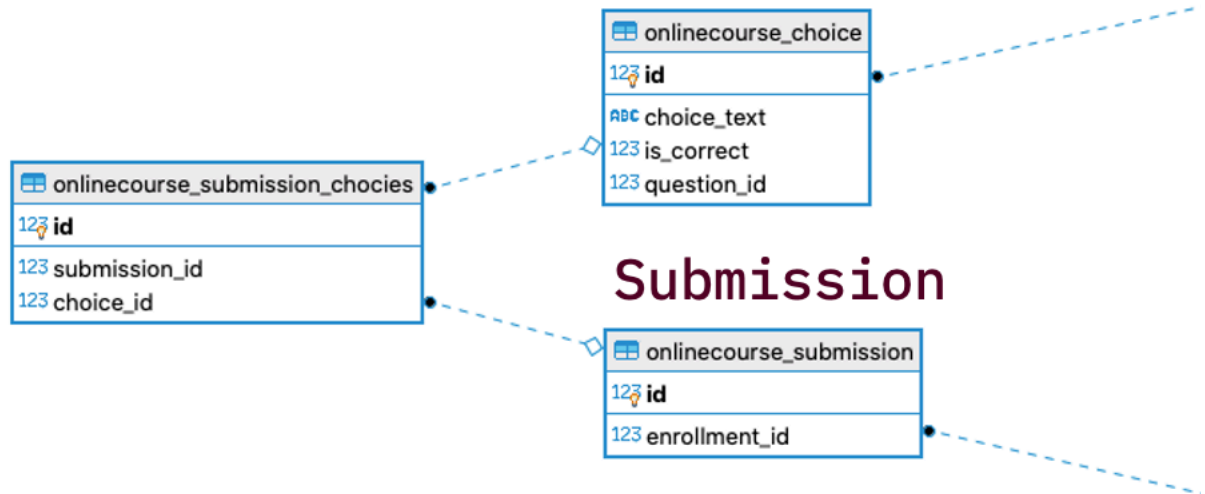 onlinecourse_choice
123 id
ABC choice_text
123 is_correct
123 question_id
onlinecourse_submission_chocies
123 id
123 submission_id
123 choice_id
Submission
onlinecourse_submission
123 id
123 enrollment_id